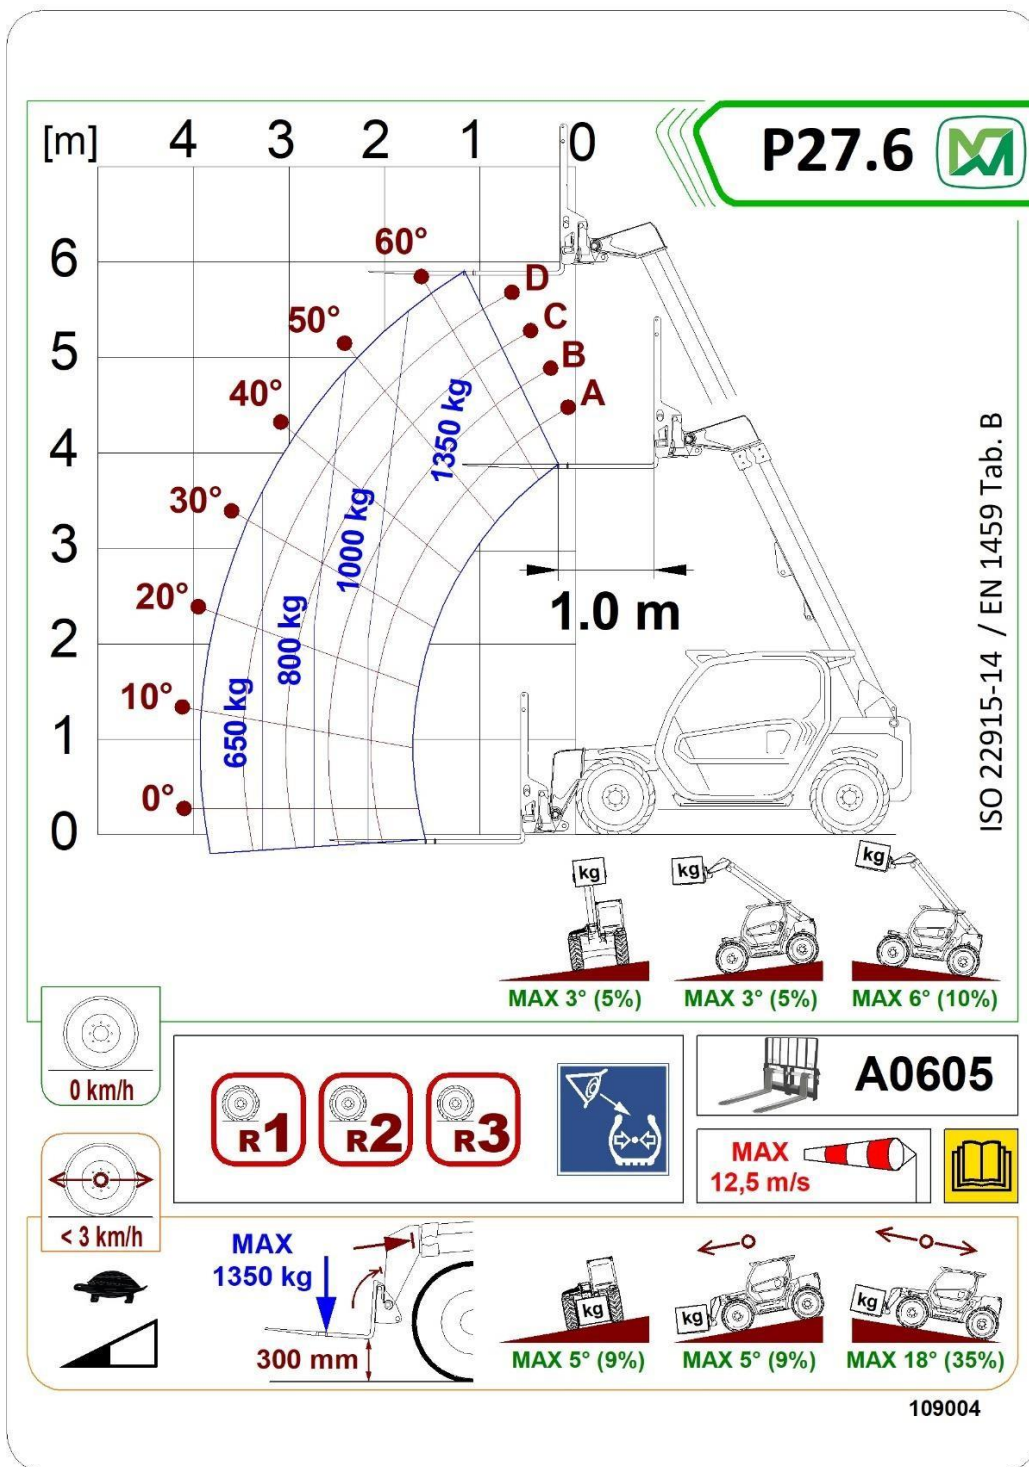 [m] 4 3 2 1 0
P27.6
6
5
4
3
2
1
0
60°
50°
40°
30°
20°
10°
0°
D
C
B
A
1350 kg
1000 kg
800 kg
650 kg
1.0 m
ISO 22915-14 / EN 1459 Tab. B
kg
kg
kg
MAX 3° (5%)
MAX 3° (5%)
MAX 6° (10%)
0 km/h
R1
R2
R3
A0605
MAX
12,5 m/s
< 3 km/h
MAX
1350 kg
300 mm
kg
kg
kg
MAX 5° (9%)
MAX 5° (9%)
MAX 18° (35%)
109004